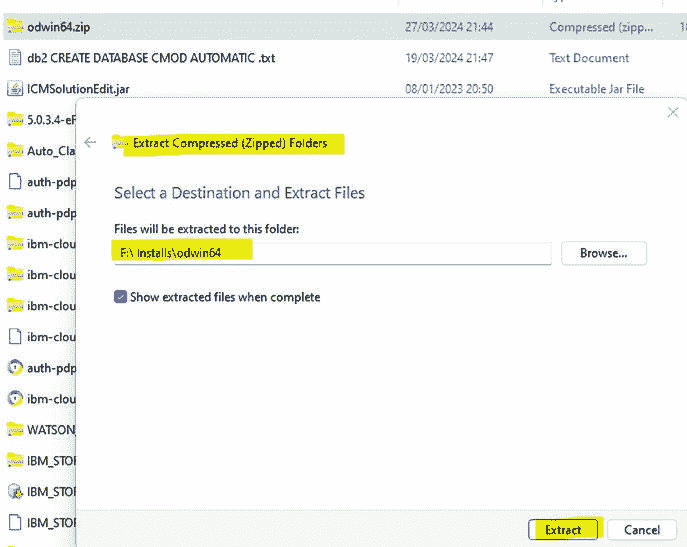 odwin64.zip 27/03/2024 21:44 Compressed (zipp...
db2 CREATE DATABASE CMOD AUTOMATIC .txt 19/03/2024 21:47 Text Document
ICMSolutionEdit.jar 08/01/2023 20:50 Executable Jar File
5.0.3.4-eF
Extract Compressed (Zipped) Folders
Auto_Cla
auth-pdp
Select a Destination and Extract Files
auth-pdp
Files will be extracted to this folder:
ibm-clou
F:\ Installs\odwin64 Browse...
ibm-clou
Show extracted files when complete
ibm-clou
ibm-clou
auth-pdp
ibm-clou
WATSON_
IBM_STOF
IBM_STOF
IBM_STOF
Extract Cancel